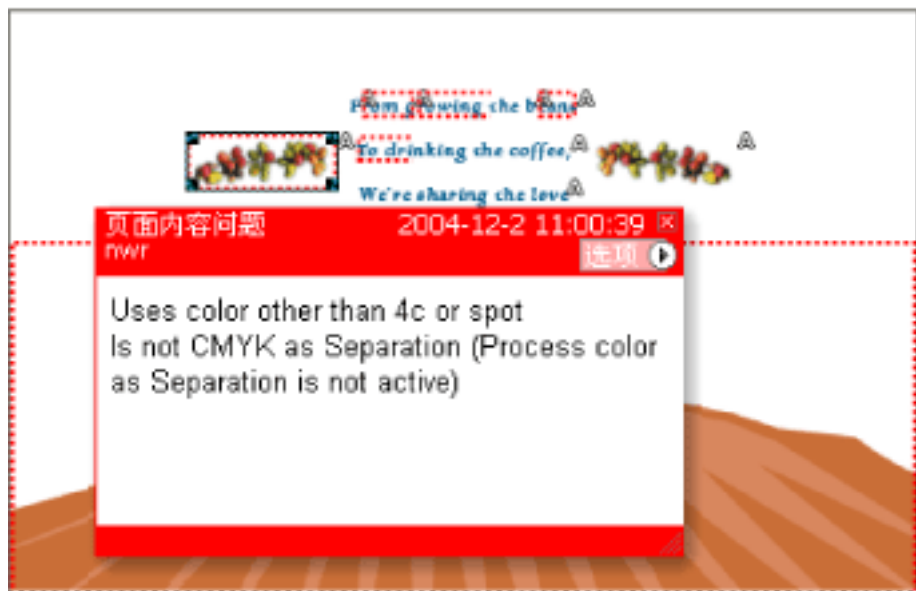 From growing the beans
To drinking the coffee,
We're sharing the love
页面内容问题 2004-12-2 11:00:39
nwr
选项
Uses color other than 4c or spot
Is not CMYK as Separation (Process color
as Separation is not active)